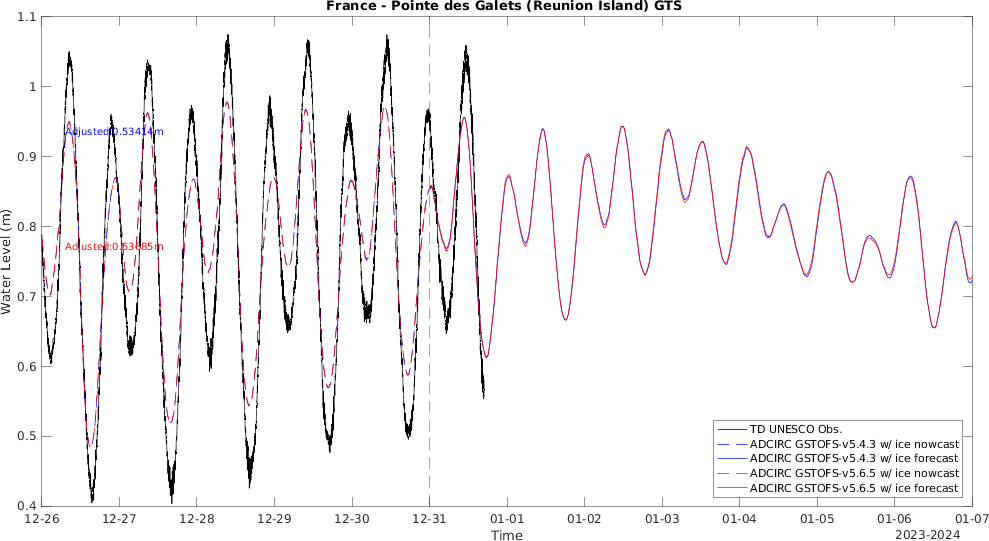 France - Pointe des Galets (Reunion Island) GTS
1.1
1
0.9
0.8
0.7
0.6
0.5
0.4
Water Level (m)
Adjusted:0.53414m
Adjusted:0.53685m
TD UNESCO Obs.
ADCIRC GSTOFS-v5.4.3 w/ ice nowcast
ADCIRC GSTOFS-v5.4.3 w/ ice forecast
ADCIRC GSTOFS-v5.6.5 w/ ice nowcast
ADCIRC GSTOFS-v5.6.5 w/ ice forecast
12-26 12-27 12-28 12-29 12-30 12-31 01-01 01-02 01-03 01-04 01-05 01-06 01-07
Time
2023-2024